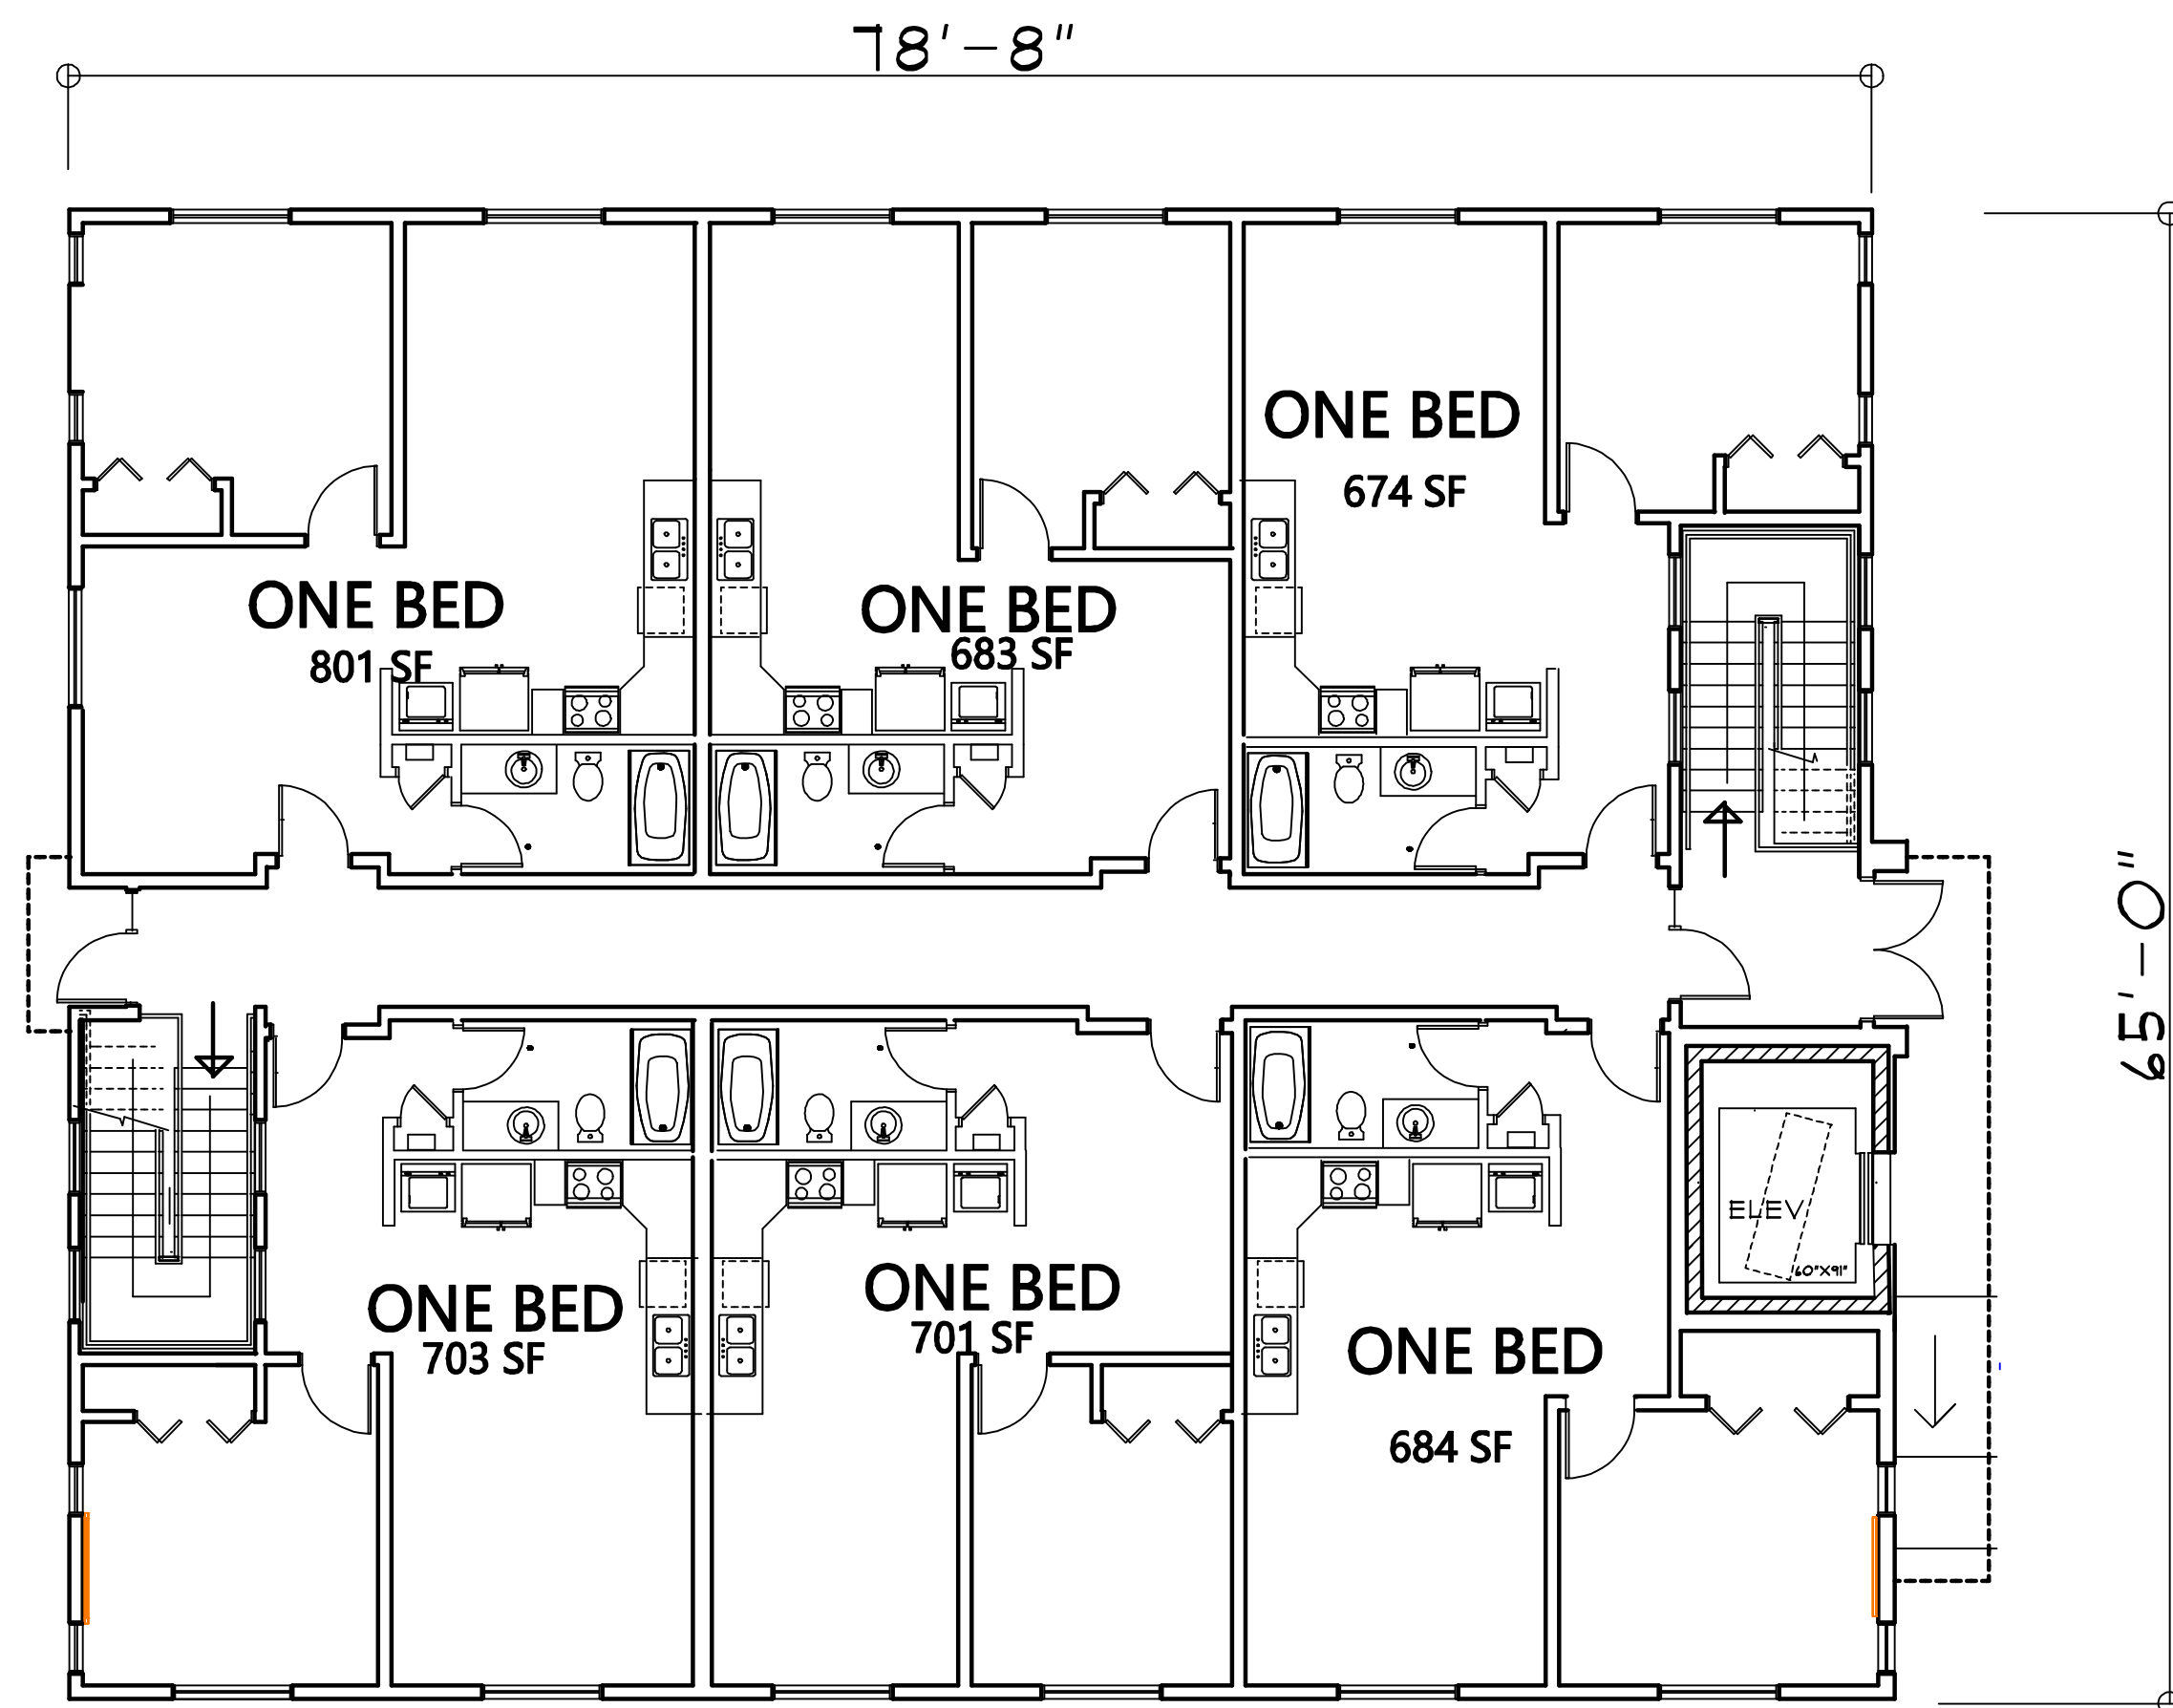 78'-8"
ONE BED
674 SF
ONE BED
801 SF
ONE BED
683 SF
65'-0"
ELEV
60"X91"
ONE BED
703 SF
ONE BED
701 SF
ONE BED
684 SF